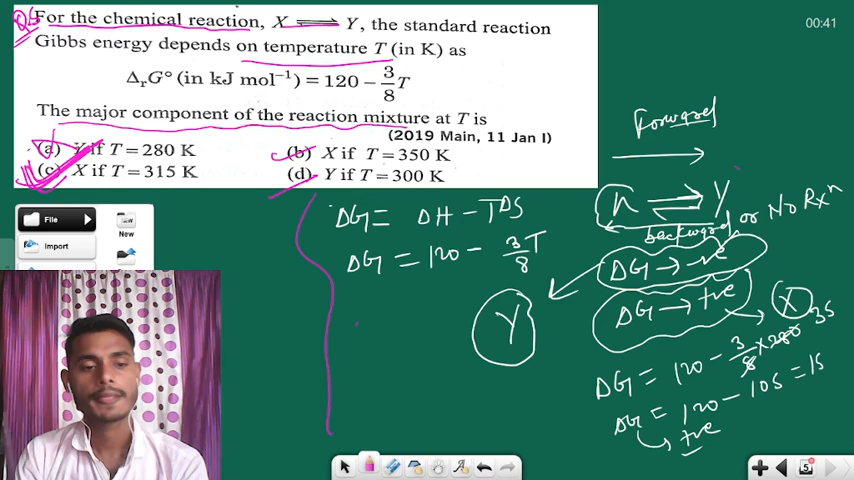 Q5 For the chemical reaction, X ⇌ Y, the standard reaction
Gibbs energy depends on temperature T (in K) as
ΔrG° (in kJ mol⁻¹) = 120 − 3/8 T
The major component of the reaction mixture at T is
(2019 Main, 11 Jan I)
(a) Y if T = 280 K
(b) X if T = 350 K
(c) X if T = 315 K
(d) Y if T = 300 K
00:41
File
New
Import
ΔG = ΔH − TΔS
ΔG = 120 − 3/8 T
Y
Forward
⟶
x ⇌ Y
backward or No Rxⁿ
ΔG → −ve
ΔG → +ve
X
ΔG = 120 − 3/8 × 280 35
ΔG = 120 − 105 = 15
+ve
5